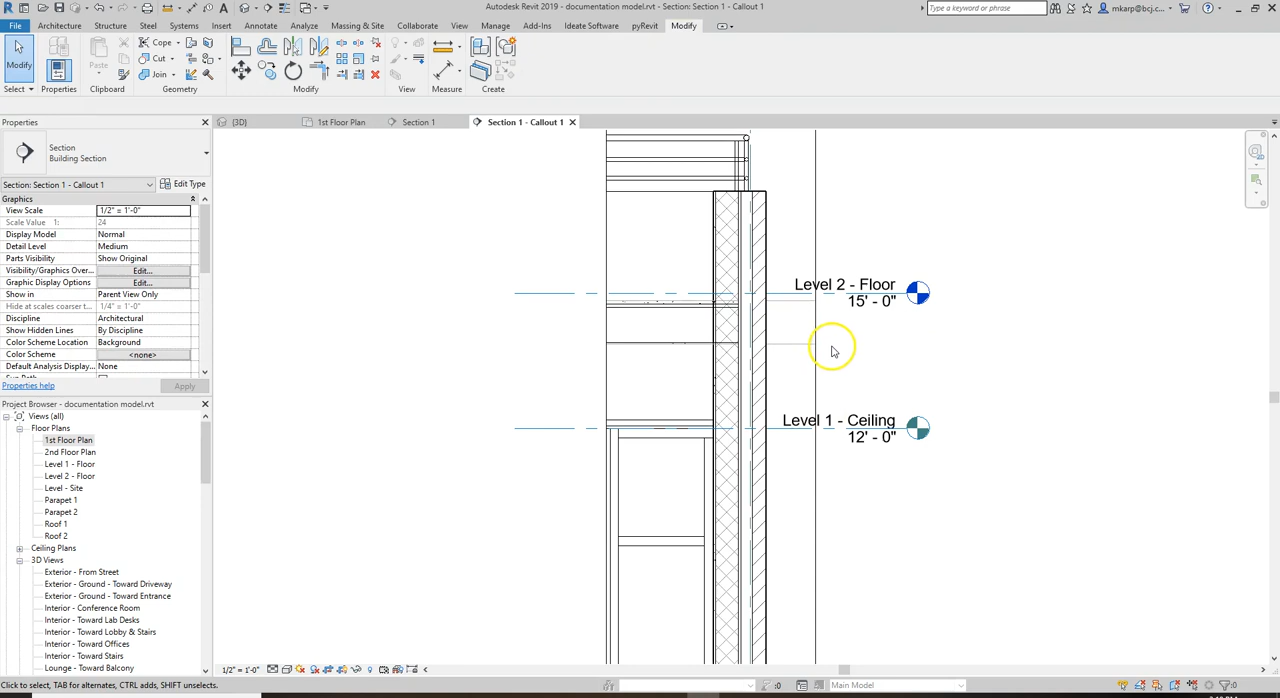 Autodesk Revit 2019 - documentation model.rvt - Section: Section 1 - Callout 1
Type a keyword or phrase
mkarp@bcj.c...
File
Architecture
Structure
Steel
Systems
Insert
Annotate
Analyze
Massing & Site
Collaborate
View
Manage
Add-Ins
Ideate Software
pyRevit
Modify
Modify
Paste
Cope
Cut
Join
Select
Properties
Clipboard
Geometry
Modify
View
Measure
Create
Properties
{3D}
1st Floor Plan
Section 1
Section 1 - Callout 1
Section
Building Section
Section: Section 1 - Callout 1
Edit Type
Graphics
View Scale
1/2" = 1'-0"
Scale Value 1:
24
Display Model
Normal
Detail Level
Medium
Parts Visibility
Show Original
Visibility/Graphics Over...
Edit...
Graphic Display Options
Edit...
Show in
Parent View Only
Hide at scales coarser t...
1/4" = 1'-0"
Discipline
Architectural
Show Hidden Lines
By Discipline
Color Scheme Location
Background
Color Scheme
<none>
Default Analysis Display...
None
Properties help
Apply
Project Browser - documentation model.rvt
Views (all)
Floor Plans
1st Floor Plan
2nd Floor Plan
Level 1 - Floor
Level 2 - Floor
Level - Site
Parapet 1
Parapet 2
Roof 1
Roof 2
Ceiling Plans
3D Views
Exterior - From Street
Exterior - Ground - Toward Driveway
Exterior - Ground - Toward Entrance
Interior - Conference Room
Interior - Toward Lab Desks
Interior - Toward Lobby & Stairs
Interior - Toward Offices
Interior - Toward Stairs
Lounge - Toward Balcony
Level 2 - Floor
15' - 0"
Level 1 - Ceiling
12' - 0"
1/2" = 1'-0"
Click to select, TAB for alternates, CTRL adds, SHIFT unselects.
:0
Main Model
:0